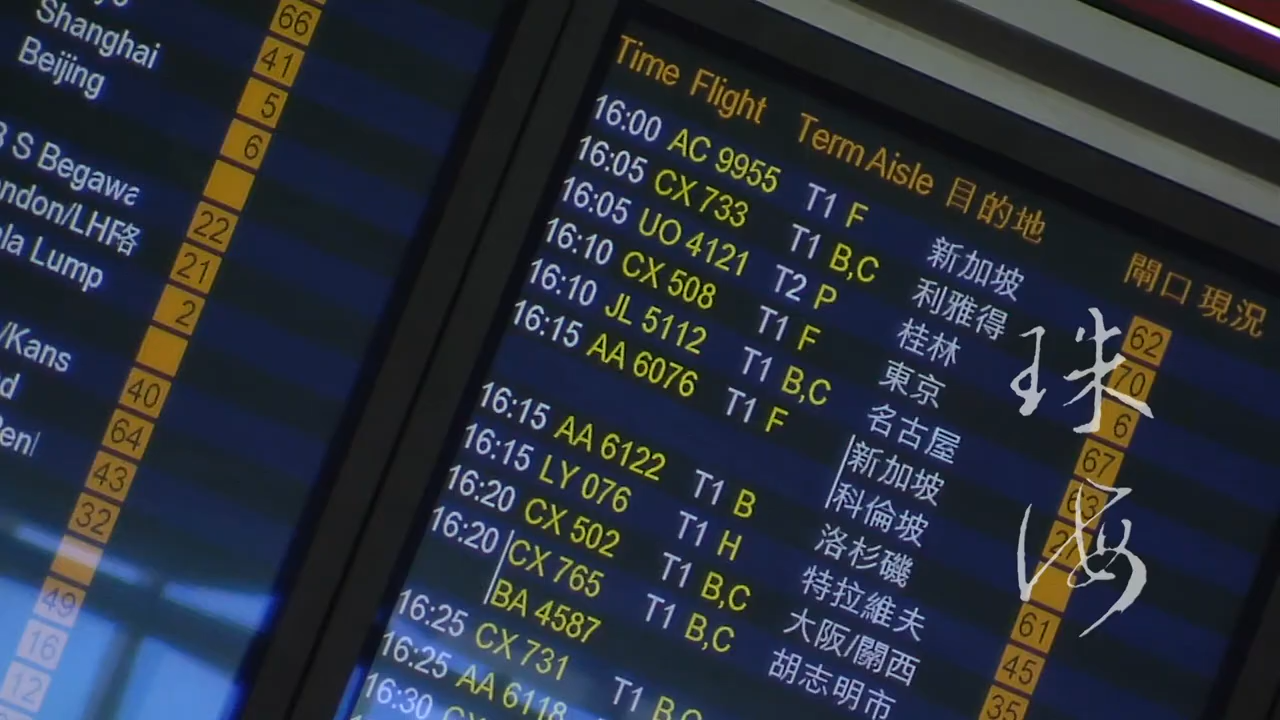 66
41
Shanghai 5
Beijing 6
S Begawa 22
ndon/LH 21
la Lump 2
/Kans 40
64
43
32
49
16
12
Time Flight Term Aisle 目的地 閘口 現況
16:00 AC 9955 T1 F 新加坡 62
16:05 CX 733 T1 B,C 利雅得 70
16:05 UO 4121 T2 P 桂林 6
16:10 CX 508 T1 F 東京 67
16:10 JL 5112 T1 B,C 名古屋 63
16:15 AA 6076 T1 F 新加坡 27
科倫坡
16:15 AA 6122 T1 B 洛杉磯 61
16:15 LY 076 T1 H 特拉維夫 45
16:20 CX 502 T1 B,C 大阪/關西 35
16:20 CX 765 T1 B,C 胡志明市
BA 4587
16:25 CX 731 T1 B,C
16:25 AA 6118
16:30 CX
珠海